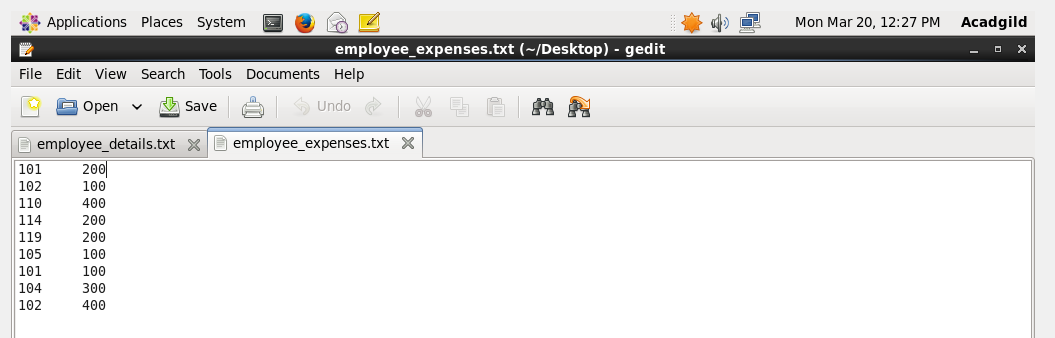 Applications Places System Mon Mar 20, 12:27 PM Acadgild
employee_expenses.txt (~/Desktop) - gedit
File Edit View Search Tools Documents Help
Open Save Undo
employee_details.txt employee_expenses.txt
101 200
102 100
110 400
114 200
119 200
105 100
101 100
104 300
102 400